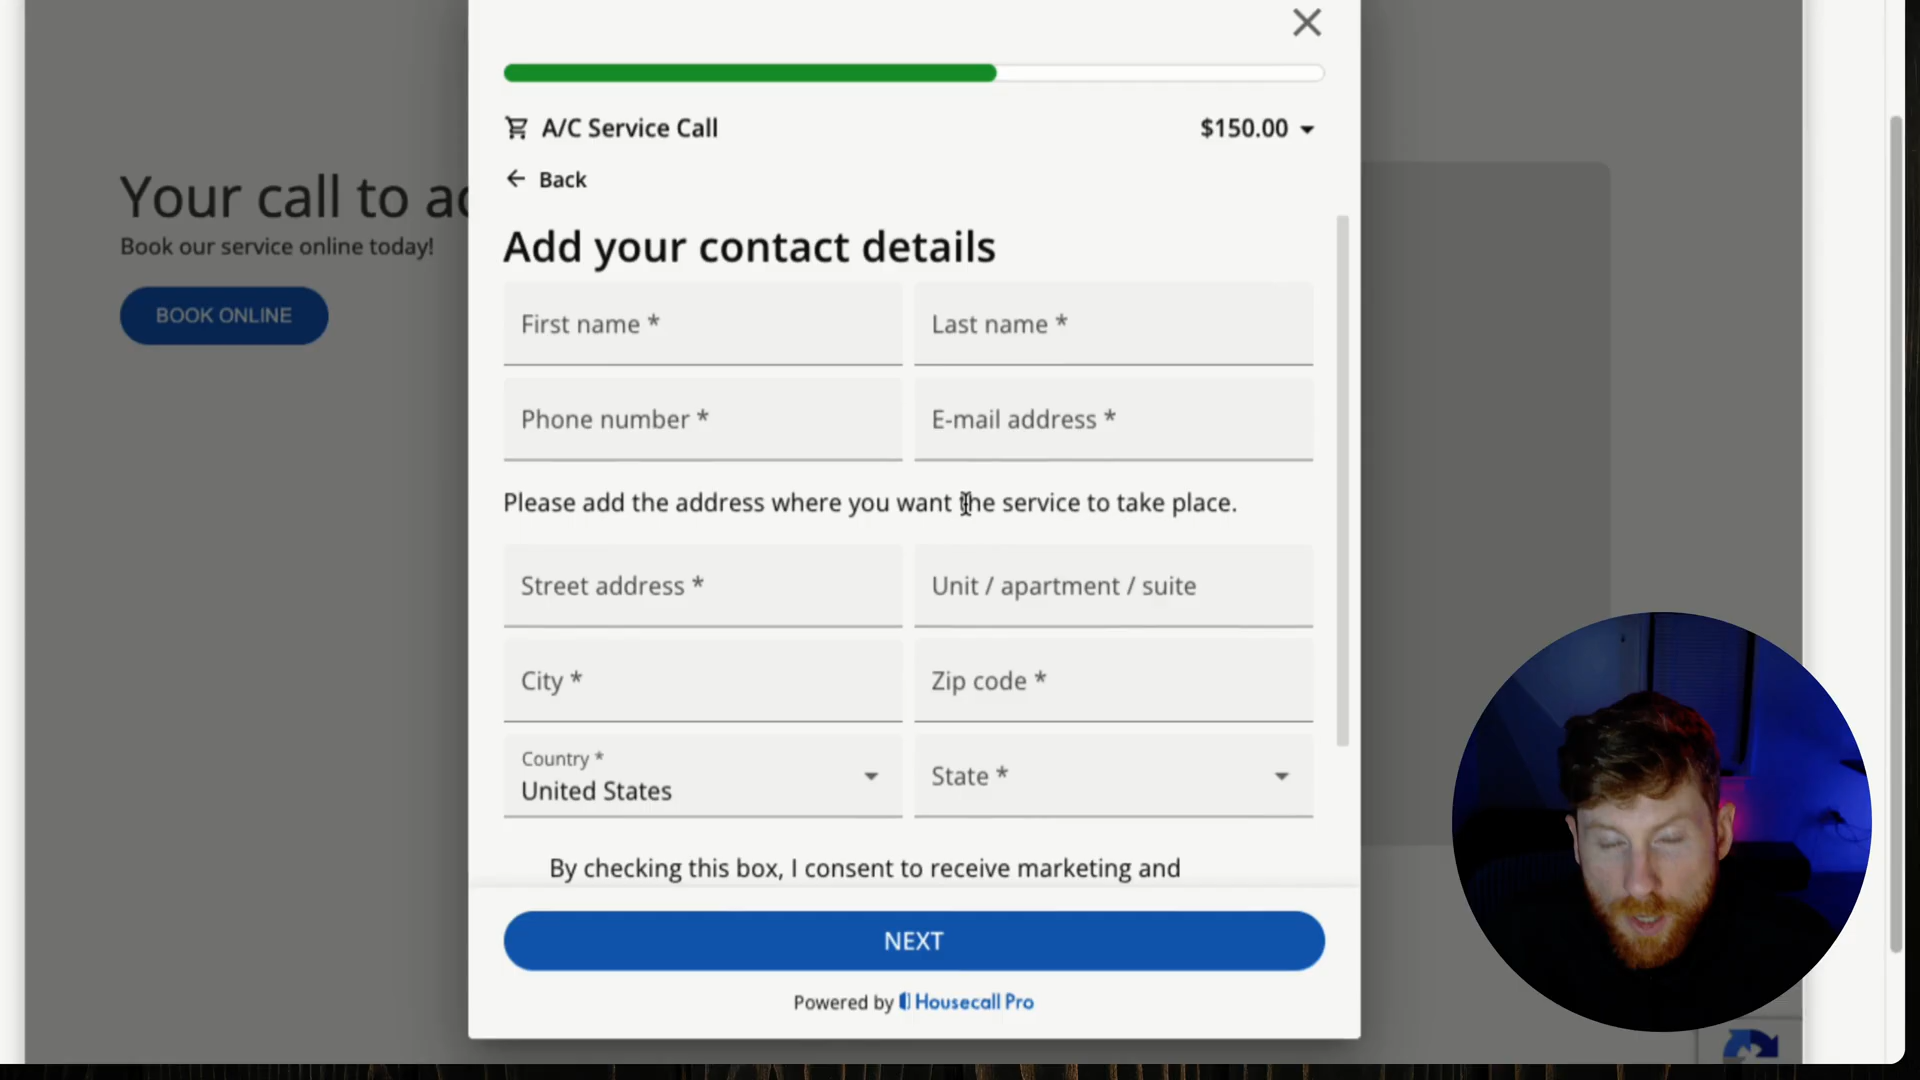 A/C Service Call
$150.00
Back
Your call to ac
Book our service online today!
BOOK ONLINE
Add your contact details
First name *
Last name *
Phone number *
E-mail address *
Please add the address where you want the service to take place.
Street address *
Unit / apartment / suite
City *
Zip code *
Country *
United States
State *
By checking this box, I consent to receive marketing and
NEXT
Powered by Housecall Pro